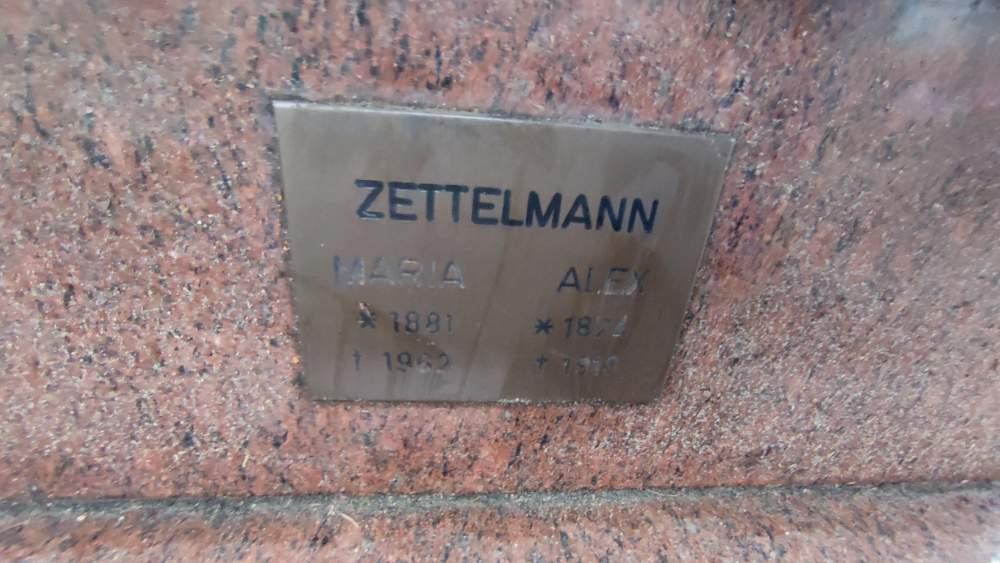 ZETTELMANN
MARIA ALEX
* 1881
† 1962